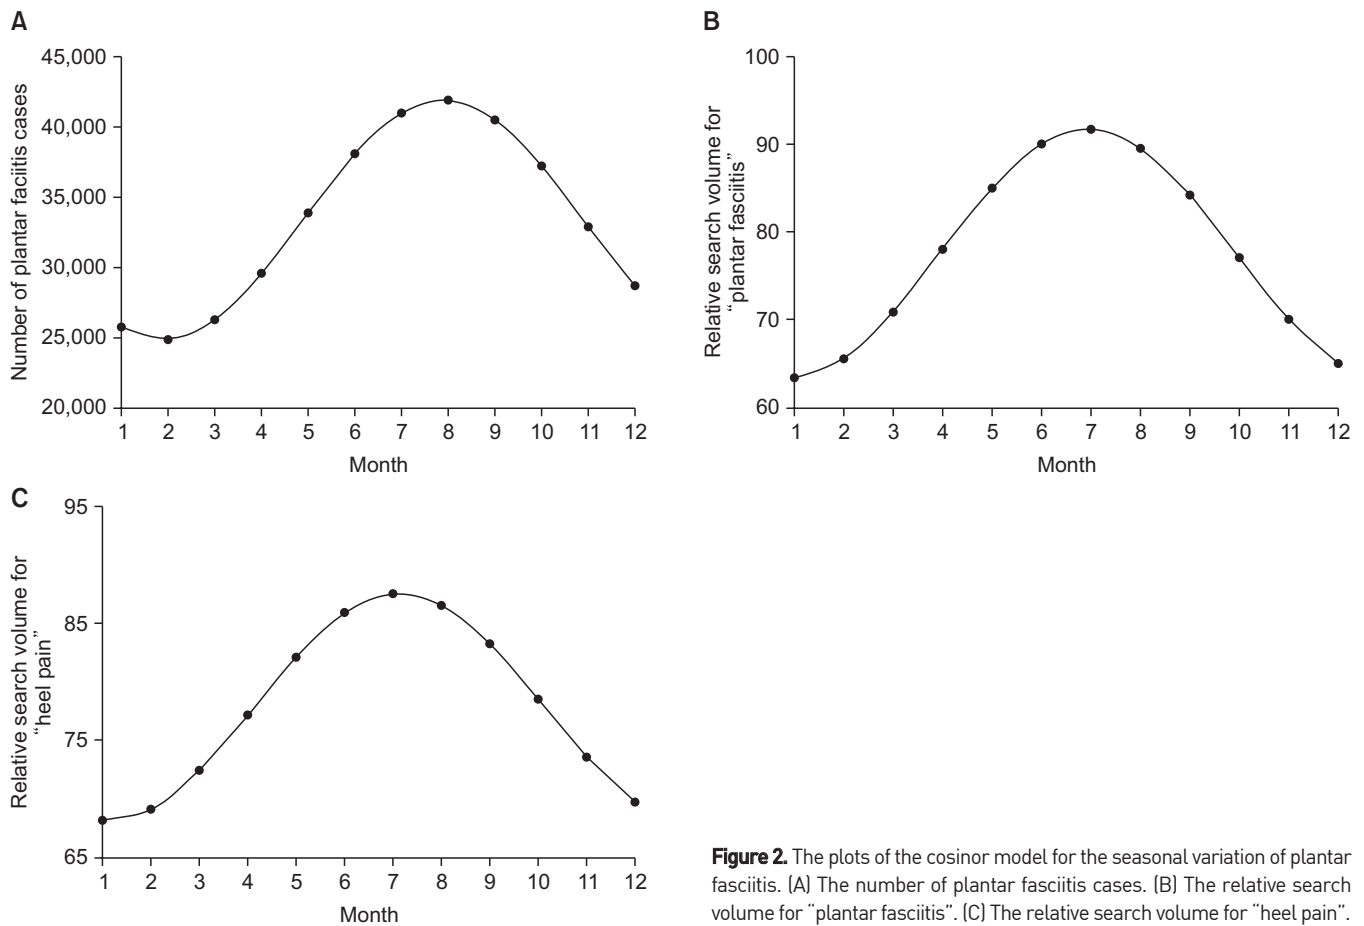 A
Number of plantar faciitis cases
45,000
40,000
35,000
30,000
25,000
20,000
1 2 3 4 5 6 7 8 9 10 11 12
Month
B
Relative search volume for
“plantar fasciitis”
100
90
80
70
60
1 2 3 4 5 6 7 8 9 10 11 12
Month
C
Relative search volume for
“heel pain”
95
85
75
65
1 2 3 4 5 6 7 8 9 10 11 12
Month
Figure 2. The plots of the cosinor model for the seasonal variation of plantar
fasciitis. (A) The number of plantar fasciitis cases. (B) The relative search
volume for “plantar fasciitis”. (C) The relative search volume for “heel pain”.